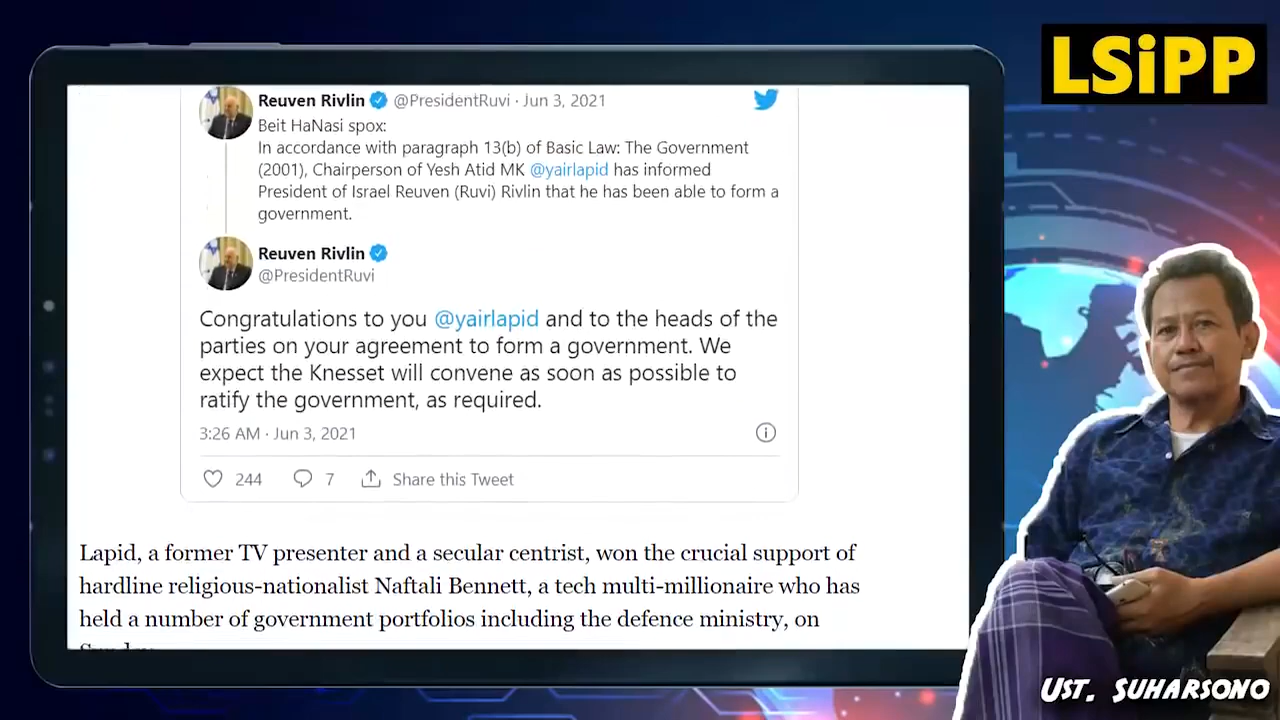 LSiPP
Reuven Rivlin @PresidentRuvi · Jun 3, 2021
Beit HaNasi spox:
In accordance with paragraph 13(b) of Basic Law: The Government
(2001), Chairperson of Yesh Atid MK @yairlapid has informed
President of Israel Reuven (Ruvi) Rivlin that he has been able to form a
government.
Reuven Rivlin
@PresidentRuvi
Congratulations to you @yairlapid and to the heads of the
parties on your agreement to form a government. We
expect the Knesset will convene as soon as possible to
ratify the government, as required.
3:26 AM · Jun 3, 2021
244 7 Share this Tweet
Lapid, a former TV presenter and a secular centrist, won the crucial support of
hardline religious-nationalist Naftali Bennett, a tech multi-millionaire who has
held a number of government portfolios including the defence ministry, on
UST. SUHARSONO